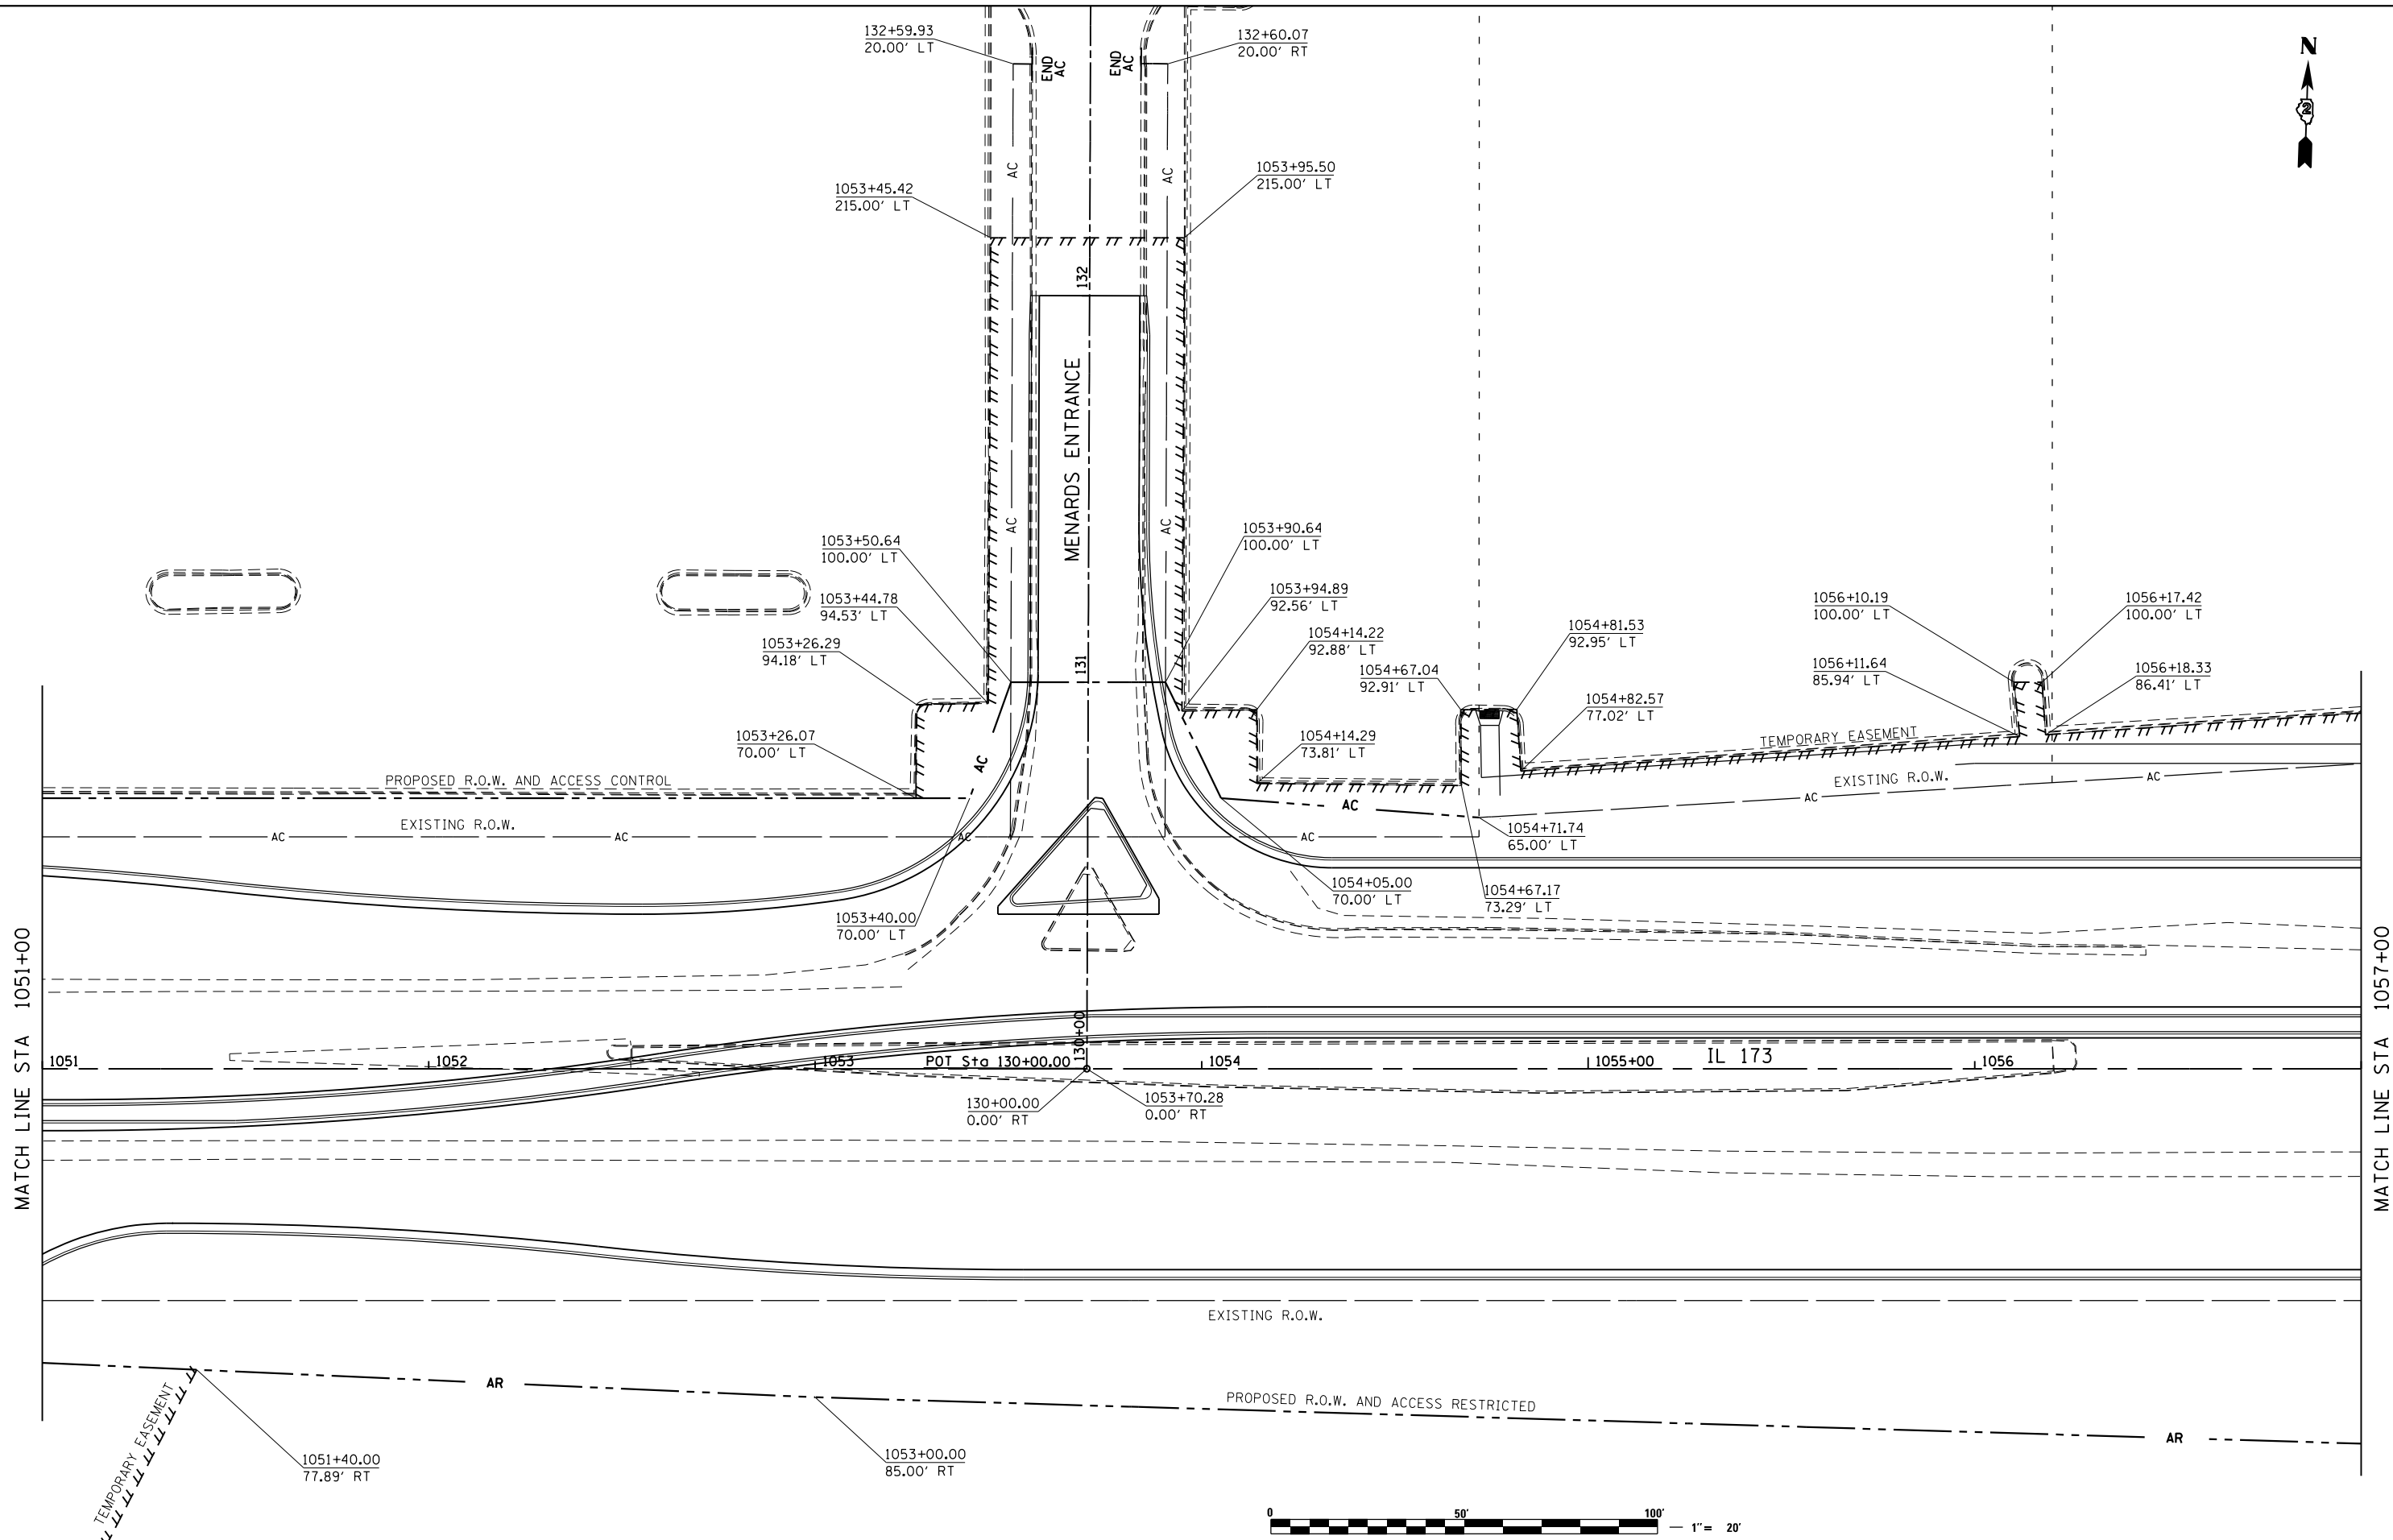 132+59.93
20.00' LT
END
AC
END
AC
132+60.07
20.00' RT
N
2
AC
AC
1053+95.50
215.00' LT
1053+45.42
215.00' LT
132
MENARDS ENTRANCE
AC
AC
1053+50.64
100.00' LT
1053+90.64
100.00' LT
1053+44.78
94.53' LT
1053+94.89
92.56' LT
1053+26.29
94.18' LT
131
1054+14.22
92.88' LT
1054+67.04
92.91' LT
1054+81.53
92.95' LT
1056+10.19
100.00' LT
1056+17.42
100.00' LT
1056+11.64
85.94' LT
1056+18.33
86.41' LT
1054+82.57
77.02' LT
1053+26.07
70.00' LT
1054+14.29
73.81' LT
TEMPORARY EASEMENT
AC
PROPOSED R.O.W. AND ACCESS CONTROL
EXISTING R.O.W.
AC
AC
AC
EXISTING R.O.W.
AC
AC
AC
AC
1054+71.74
65.00' LT
1053+40.00
70.00' LT
1054+05.00
70.00' LT
1054+67.17
73.29' LT
MATCH LINE STA 1051+00
MATCH LINE STA 1057+00
130+00
1051
1052
1053
POT Sta 130+00.00
1054
1055+00
IL 173
1056
130+00.00
0.00' RT
1053+70.28
0.00' RT
EXISTING R.O.W.
AR
PROPOSED R.O.W. AND ACCESS RESTRICTED
AR
TEMPORARY EASEMENT
1051+40.00
77.89' RT
1053+00.00
85.00' RT
0
50'
100'
1"= 20'